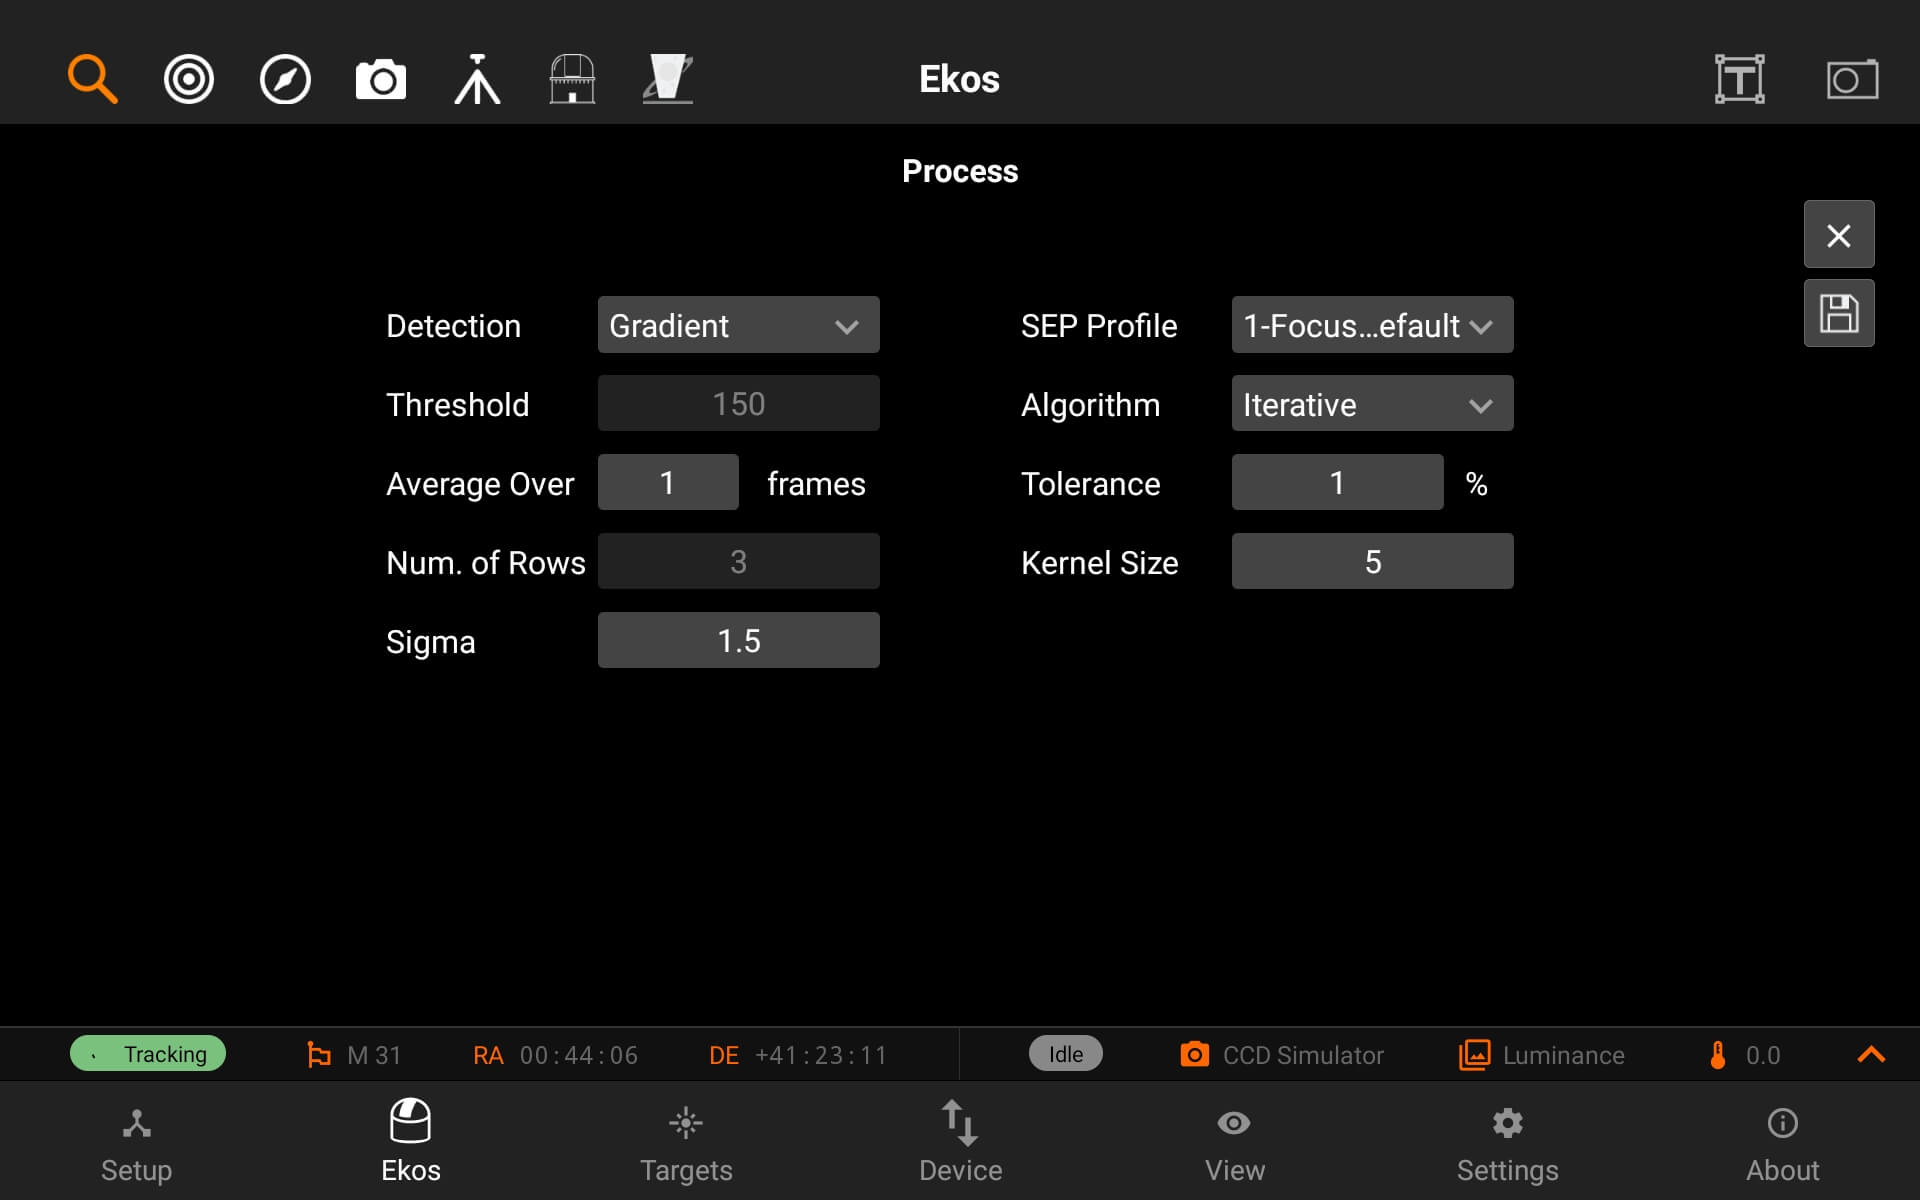 Ekos
Process
Detection Gradient SEP Profile 1-Focus...efault
Threshold 150 Algorithm Iterative
Average Over 1 frames Tolerance 1 %
Num. of Rows 3 Kernel Size 5
Sigma 1.5
Tracking M 31 RA 00:44:06 DE +41:23:11 Idle CCD Simulator Luminance 0.0
Setup Ekos Targets Device View Settings About